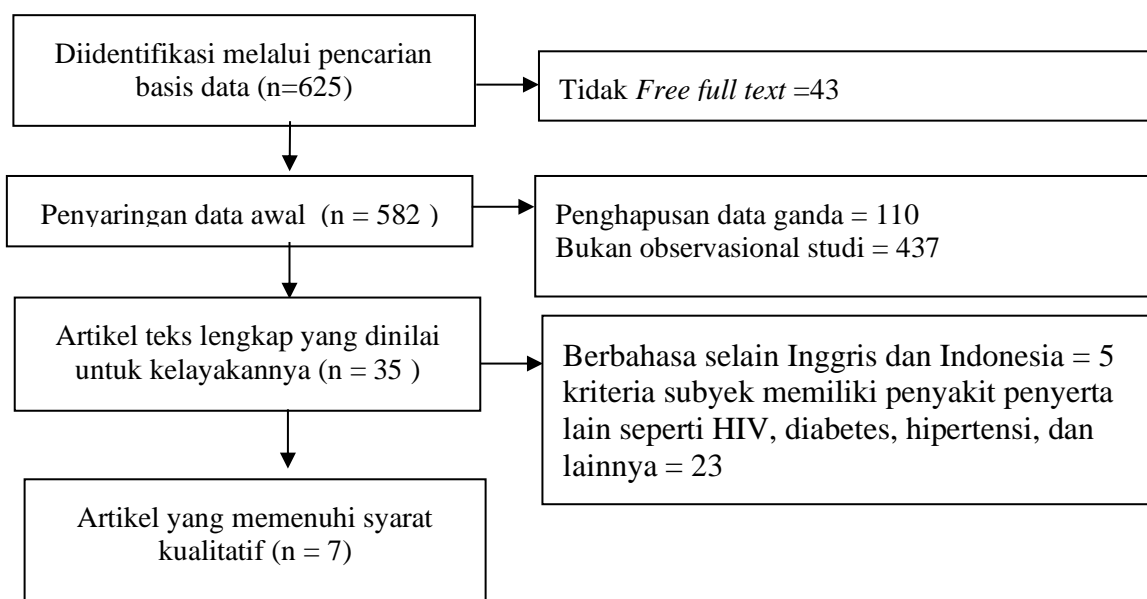 Diidentifikasi melalui pencarian
basis data (n=625)
Tidak Free full text =43
Penyaringan data awal (n = 582 )
Penghapusan data ganda = 110
Bukan observasional studi = 437
Artikel teks lengkap yang dinilai
untuk kelayakannya (n = 35 )
Berbahasa selain Inggris dan Indonesia = 5
kriteria subyek memiliki penyakit penyerta
lain seperti HIV, diabetes, hipertensi, dan
lainnya = 23
Artikel yang memenuhi syarat
kualitatif (n = 7)